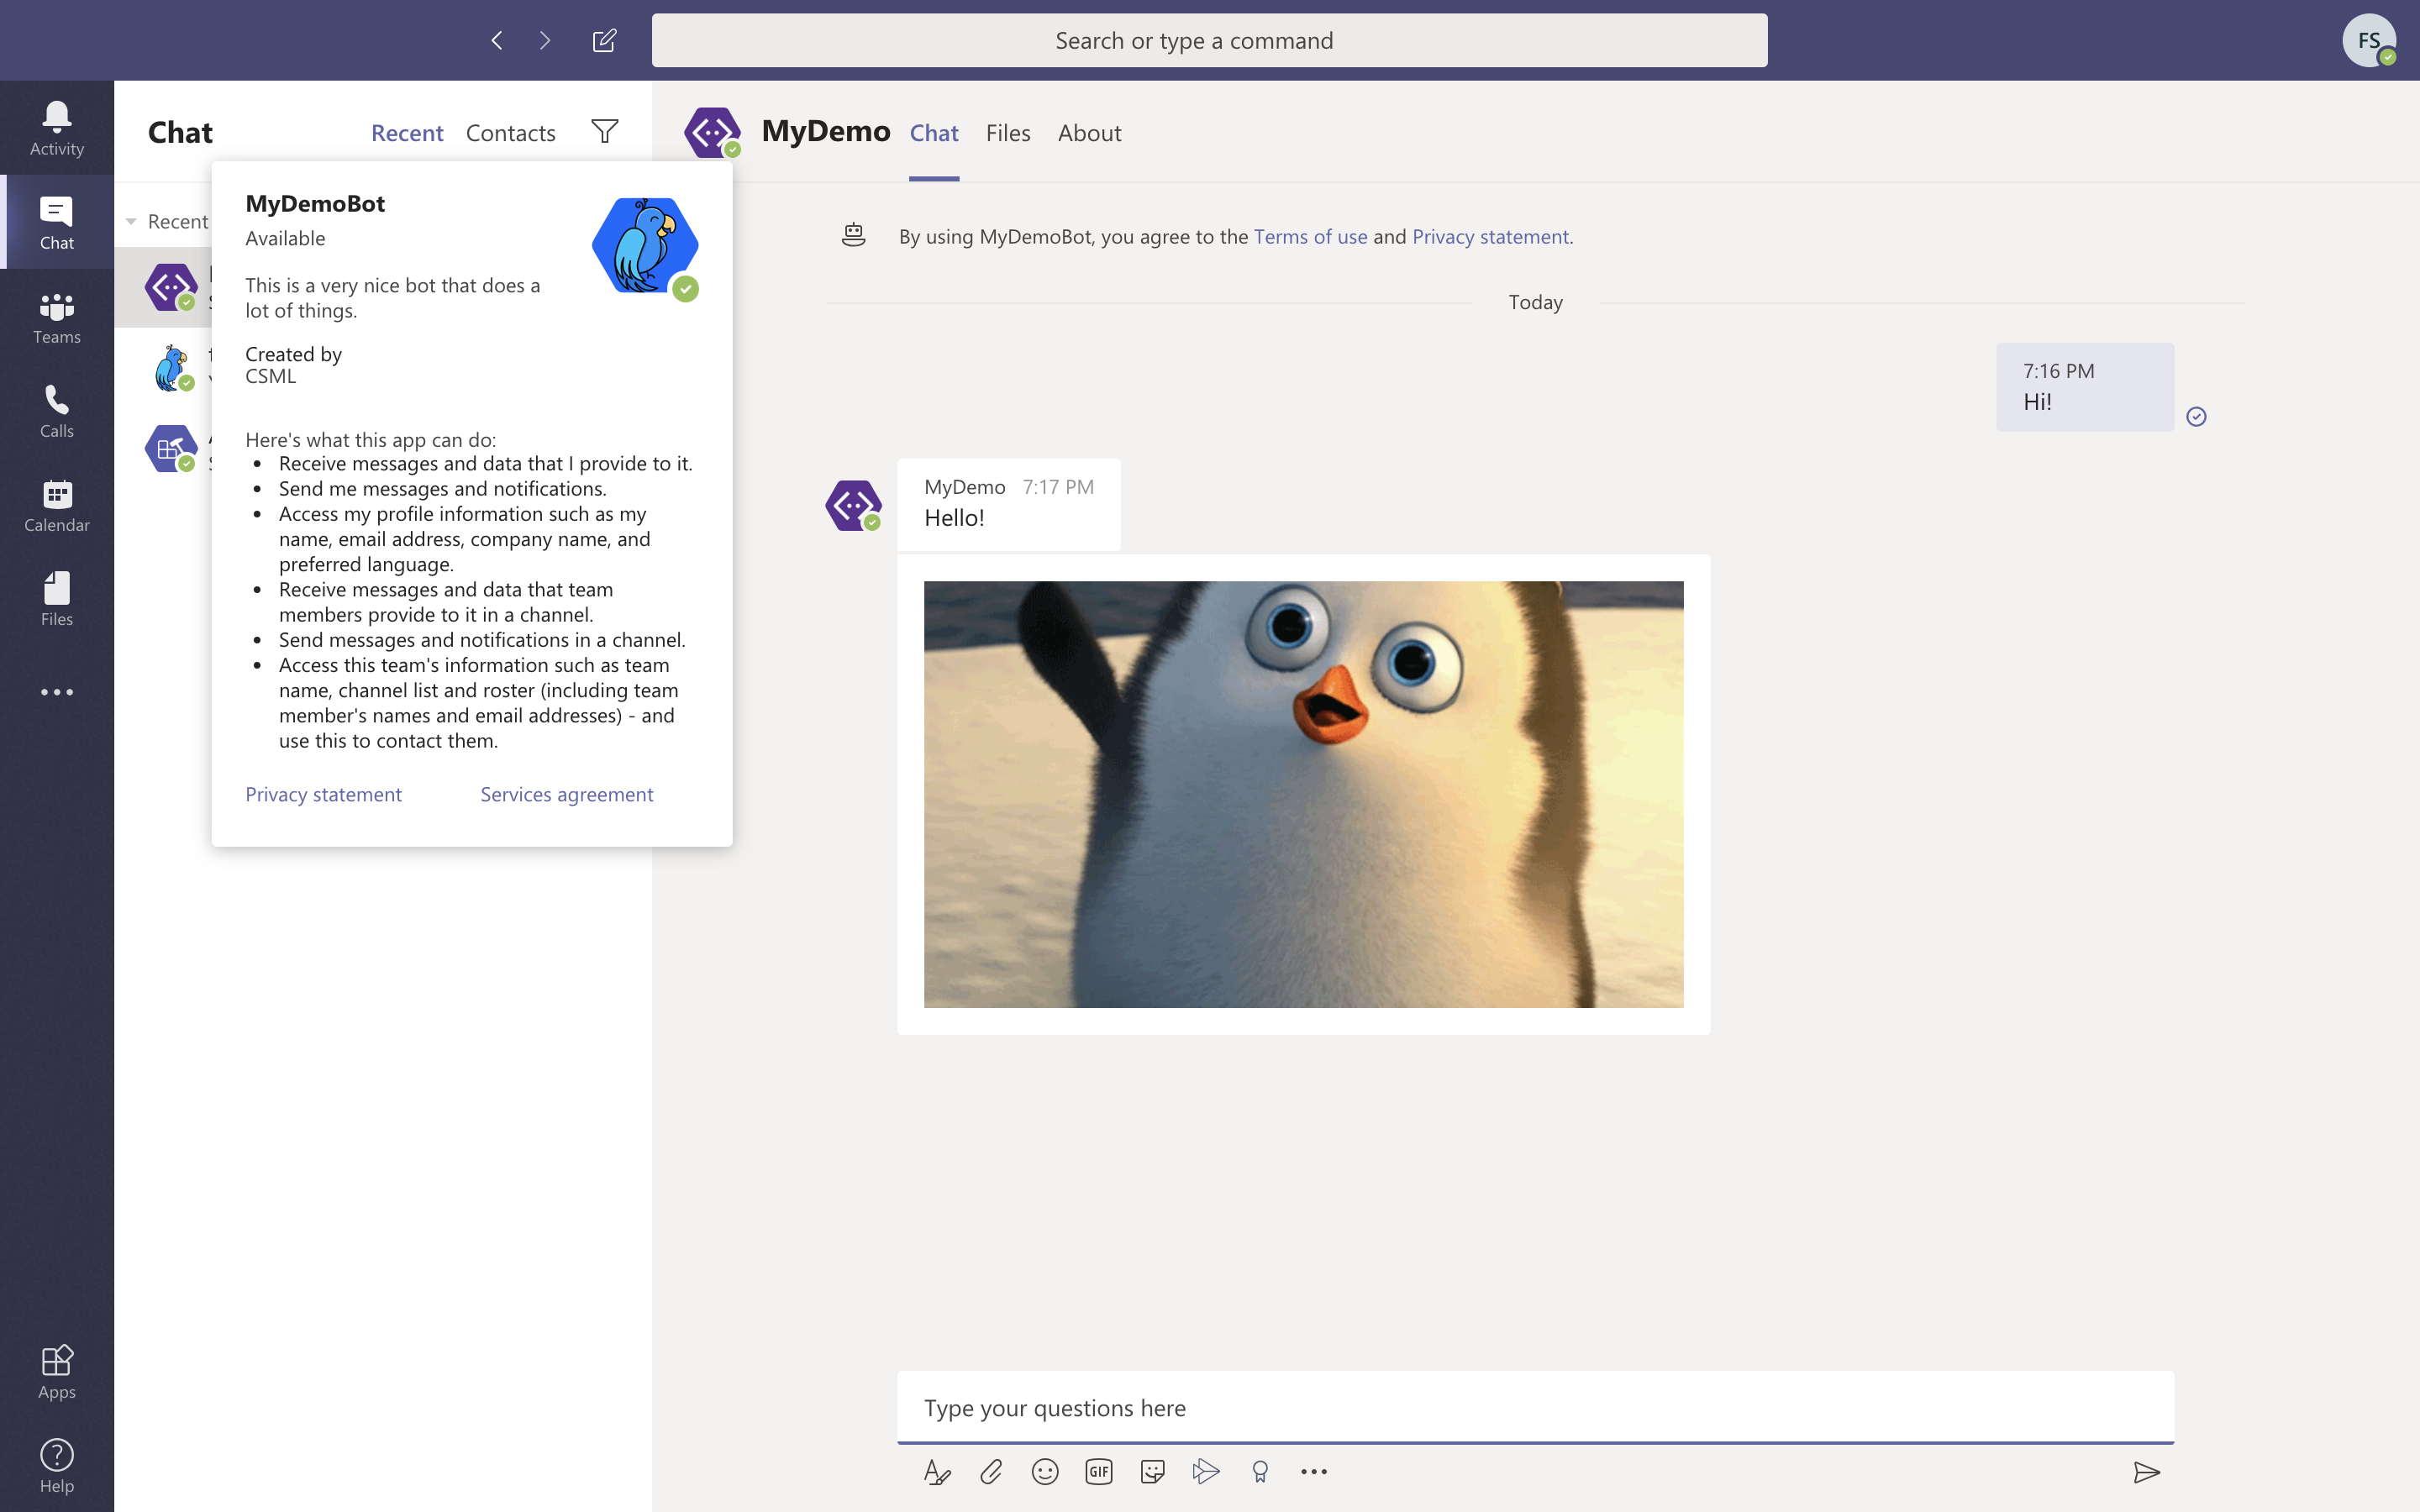 Search or type a command
FS
Activity
Chat
Teams
Calls
Calendar
Files
Apps
Help
Chat
Recent
Contacts
Recent
MyDemoBot
Available
This is a very nice bot that does a
lot of things.
Created by
CSML
Here's what this app can do:
• Receive messages and data that I provide to it.
• Send me messages and notifications.
• Access my profile information such as my
name, email address, company name, and
preferred language.
• Receive messages and data that team
members provide to it in a channel.
• Send messages and notifications in a channel.
• Access this team's information such as team
name, channel list and roster (including team
member's names and email addresses) - and
use this to contact them.
Privacy statement
Services agreement
MyDemo
Chat
Files
About
By using MyDemoBot, you agree to the Terms of use and Privacy statement.
Today
7:16 PM
Hi!
MyDemo 7:17 PM
Hello!
Type your questions here
GIF